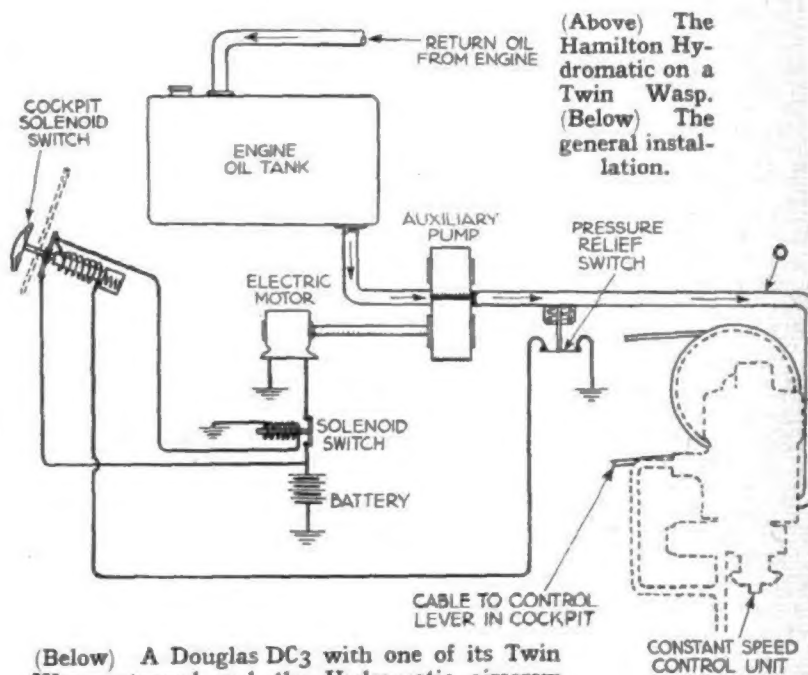 RETURN OIL
FROM ENGINE
(Above) The
Hamilton Hy-
dromatic on a
Twin Wasp.
(Below) The
general instal-
lation.
COCKPIT
SOLENOID
SWITCH
ENGINE
OIL TANK
AUXILIARY
PUMP
PRESSURE
RELIEF
SWITCH
ELECTRIC
MOTOR
SOLENOID
SWITCH
BATTERY
CABLE TO CONTROL
LEVER IN COCKPIT
CONSTANT SPEED
CONTROL UNIT
(Below) A Douglas DC3 with one of its Twin